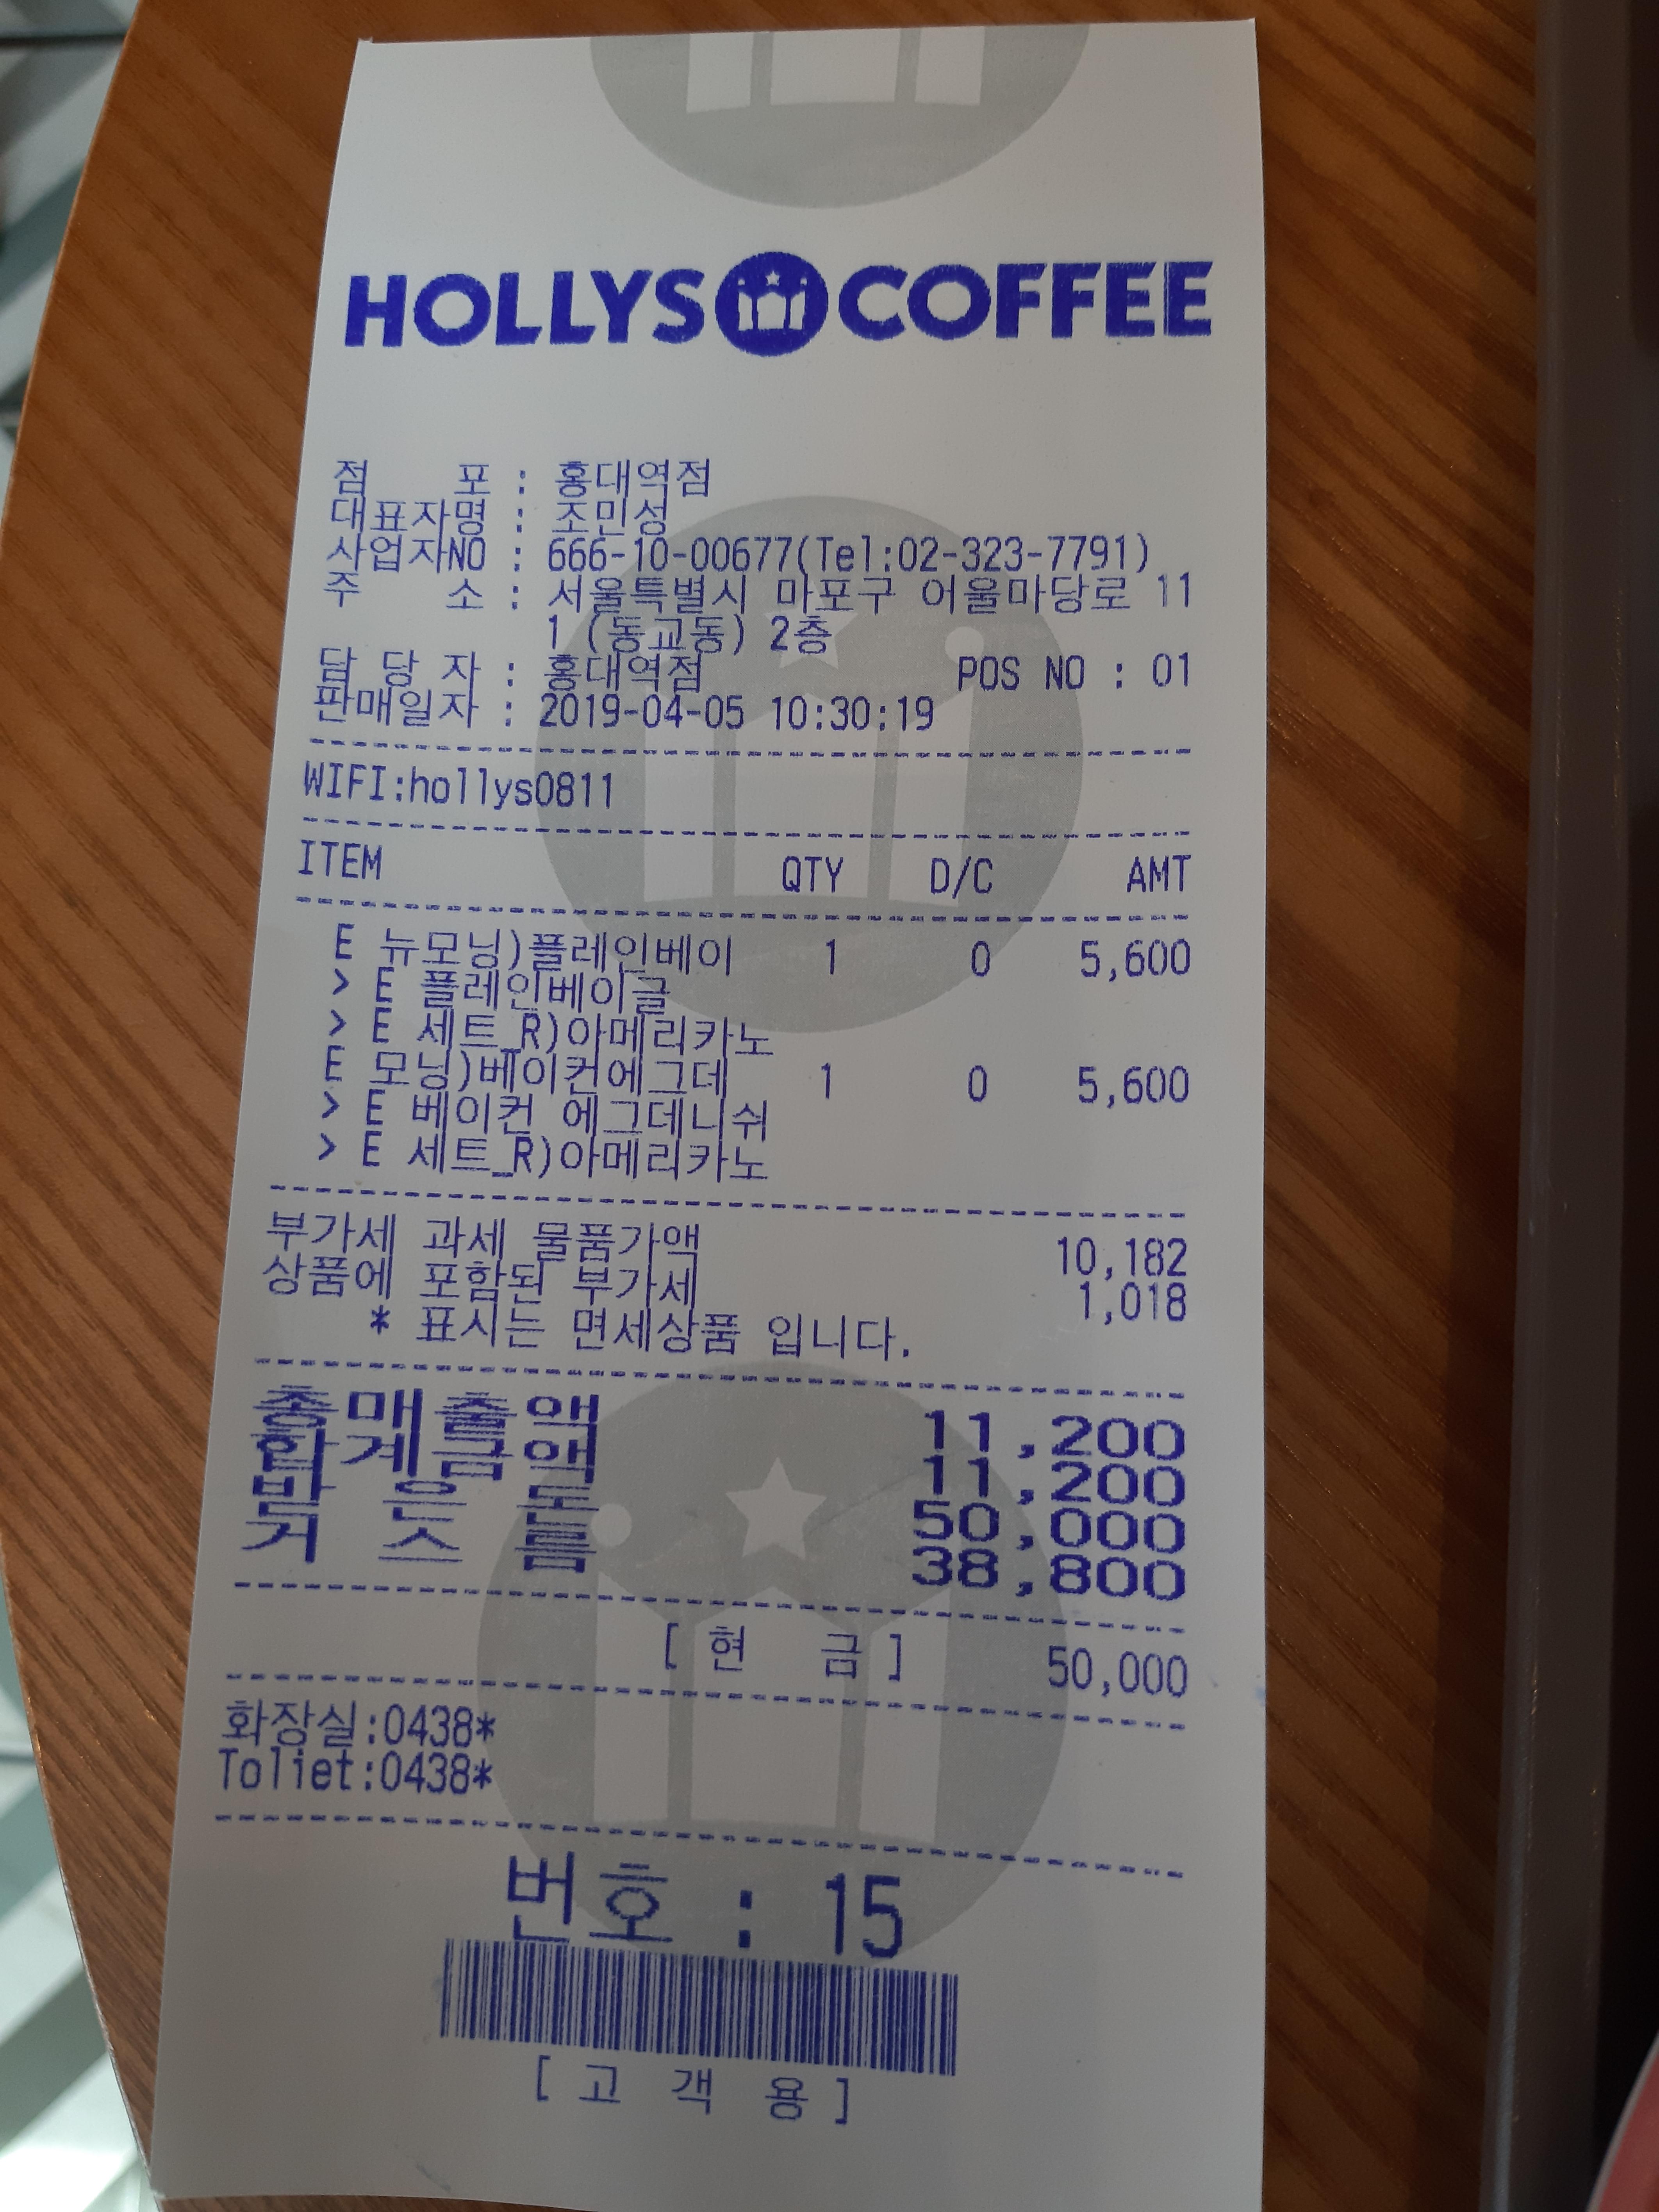 HOLLYS COFFEE
점 포 : 홍대역점
대표자명 : 조민성
사업자NO : 666-10-00677(Tel:02-323-7791)
주 소 : 서울특별시 마포구 어울마당로 11
1 (동교동) 2층
담 당 자 : 홍대역점 POS NO : 01
판매일자 : 2019-04-05 10:30:19
WIFI:hollys0811
ITEM QTY D/C AMT
E 뉴모닝)플레인베이 1 0 5,600
> E 플레인베이글
> E 세트_R)아메리카노
E 모닝)베이컨에그데 1 0 5,600
> E 베이컨 에그데니쉬
> E 세트_R)아메리카노
부가세 과세 물품가액 10,182
상품에 포함된 부가세 1,018
* 표시는 면세상품 입니다.
총매출액 11,200
합계금액 11,200
받은돈 50,000
거스름 38,800
[ 현 금 ] 50,000
화장실:0438*
Toliet:0438*
번호 : 15
[ 고 객 용 ]